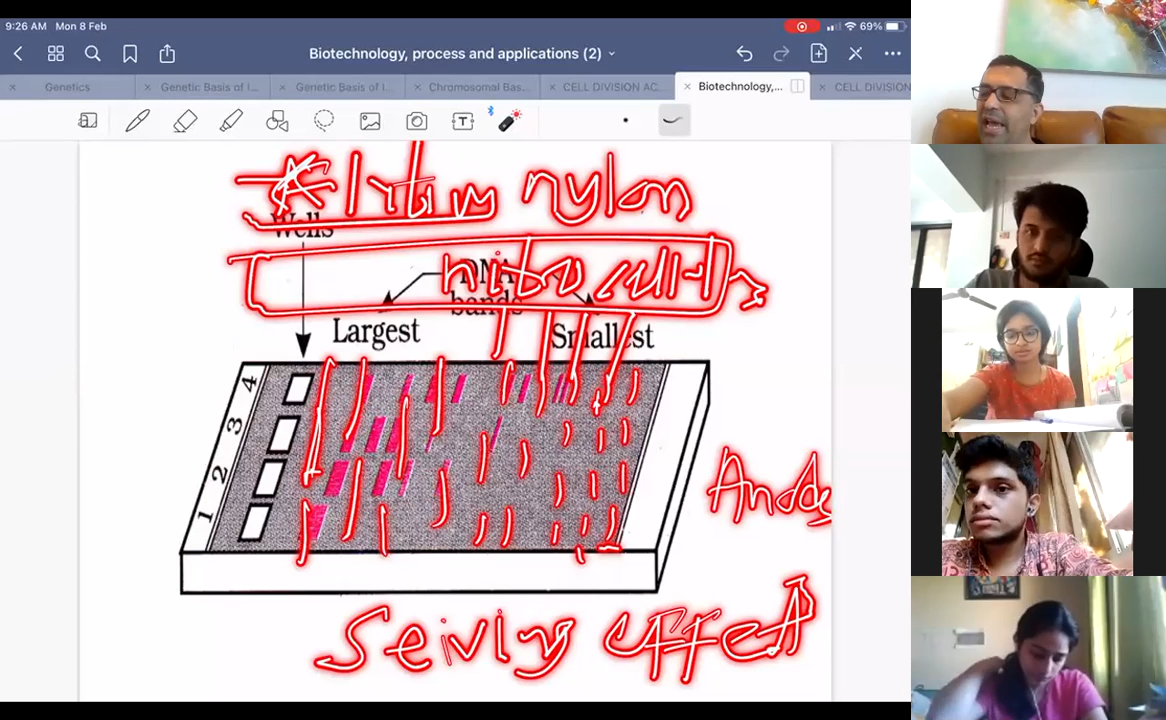 9:26 AM Mon 8 Feb
69%
Biotechnology, process and applications (2)
Genetics
Genetic Basis of I...
Genetic Basis of I...
Chromosomal Bas...
CELL DIVISION AC...
Biotechnology,...
CELL DIVISION
T
nylon
Wells
DNA
bands
Largest
Smallest
4
3
2
1
Anode
Seiving effect